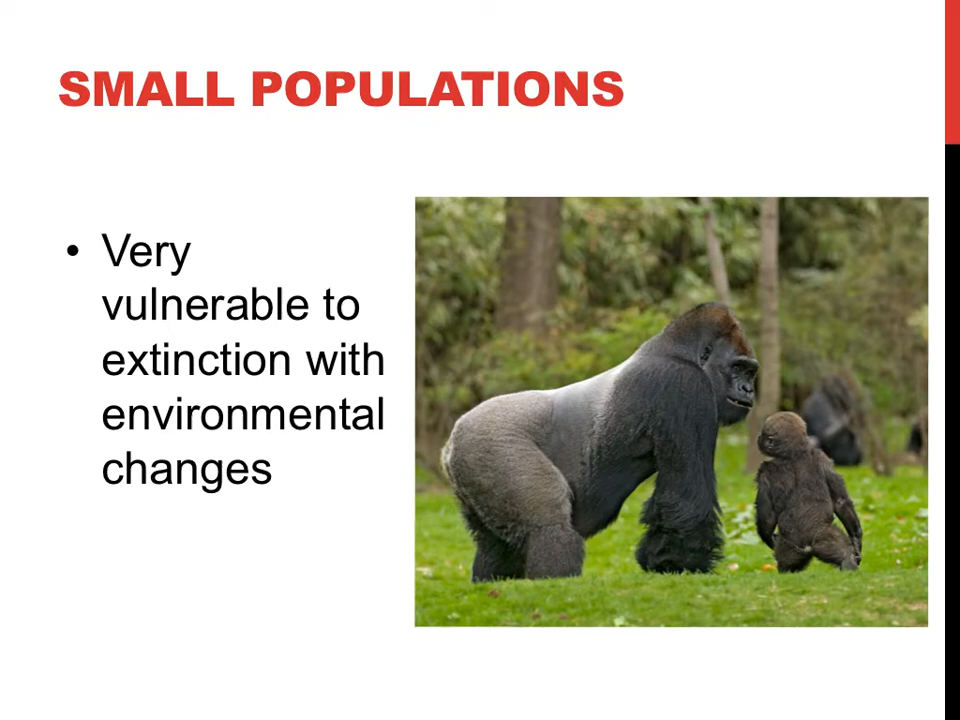 SMALL POPULATIONS
• Very
vulnerable to
extinction with
environmental
changes